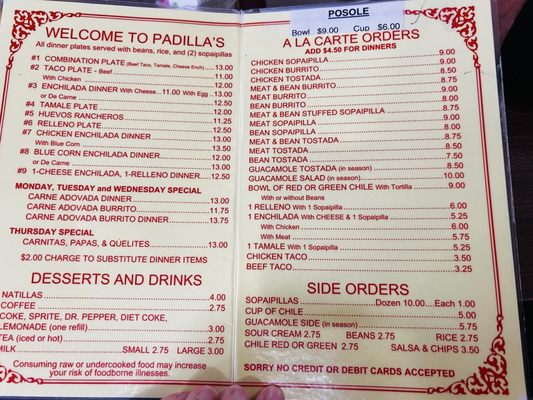 WELCOME TO PADILLA'S
All dinner plates served with beans, rice, and (2) sopaipillas
#1 COMBINATION PLATE (Beef Taco, Tamale, Cheese Ench)......13.00
#2 TACO PLATE - Beef......11.00
With Chicken......12.00
#3 ENCHILADA DINNER With Cheese...11.00 With Egg..13.00
or De Carne......12.50
#4 TAMALE PLATE......12.00
#5 HUEVOS RANCHEROS......11.25
#6 RELLENO PLATE......12.50
#7 CHICKEN ENCHILADA DINNER......13.00
With Blue Corn......13.50
#8 BLUE CORN ENCHILADA DINNER......12.00
or De Carne......13.00
#9 1-CHEESE ENCHILADA, 1-RELLENO DINNER......12.50
MONDAY, TUESDAY and WEDNESDAY SPECIAL
CARNE ADOVADA DINNER......13.00
CARNE ADOVADA BURRITO......11.75
CARNE ADOVADA BURRITO DINNER......13.75
THURSDAY SPECIAL
CARNITAS, PAPAS, & QUELITES......13.00
$2.00 CHARGE TO SUBSTITUTE DINNER ITEMS
DESSERTS AND DRINKS
NATILLAS......4.00
COFFEE......2.75
COKE, SPRITE, DR. PEPPER, DIET COKE,
LEMONADE (one refill)......3.00
TEA (iced or hot)......2.75
MILK......SMALL 2.75 LARGE 3.00
Consuming raw or undercooked food may increase
your risk of foodborne illnesses.
POSOLE
Bowl $9.00 Cup $6.00
A LA CARTE ORDERS
ADD $4.50 FOR DINNERS
CHICKEN SOPAIPILLA......9.00
CHICKEN BURRITO......9.00
CHICKEN TOSTADA......8.50
MEAT & BEAN BURRITO......8.75
MEAT BURRITO......9.00
BEAN BURRITO......8.00
MEAT & BEAN STUFFED SOPAIPILLA......8.75
MEAT SOPAIPILLA......9.00
BEAN SOPAIPILLA......8.00
MEAT & BEAN TOSTADA......8.75
MEAT TOSTADA......8.50
BEAN TOSTADA......7.50
GUACAMOLE TOSTADA (in season)......8.50
GUACAMOLE SALAD (in season)......10.00
BOWL OF RED OR GREEN CHILE With Tortilla......9.00
With or without Beans
1 RELLENO With 1 Sopaipilla......6.00
1 ENCHILADA With CHEESE & 1 Sopaipilla......5.25
With Chicken......6.00
With Meat......5.75
1 TAMALE With 1 Sopaipilla......5.25
CHICKEN TACO......3.50
BEEF TACO......3.25
SIDE ORDERS
SOPAIPILLAS......Dozen 10.00....Each 1.00
CUP OF CHILE......5.00
GUACAMOLE SIDE (in season)......5.75
SOUR CREAM 2.75 BEANS 2.75 RICE 2.75
CHILE RED OR GREEN 2.75 SALSA & CHIPS 3.50
SORRY NO CREDIT OR DEBIT CARDS ACCEPTED